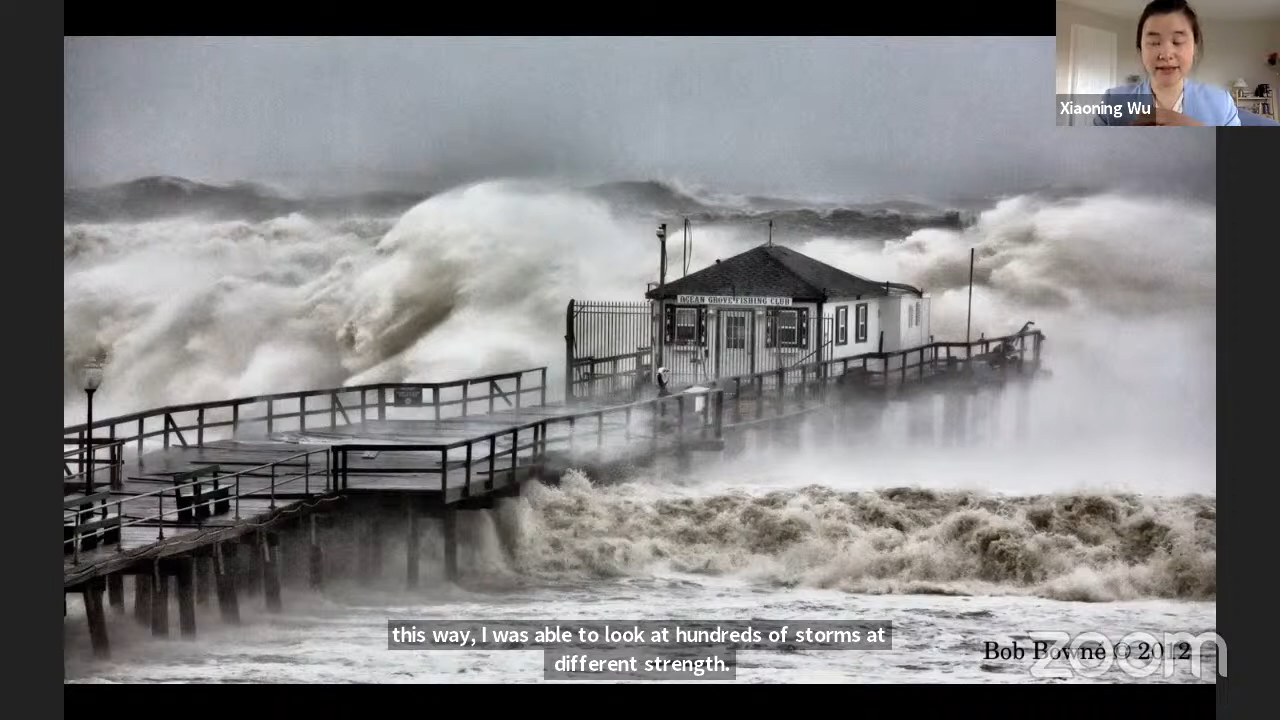 Xiaoning Wu
OCEAN GROVE FISHING CLUB
this way, I was able to look at hundreds of storms at
different strength.
Bob Bowne © 2012
zoom